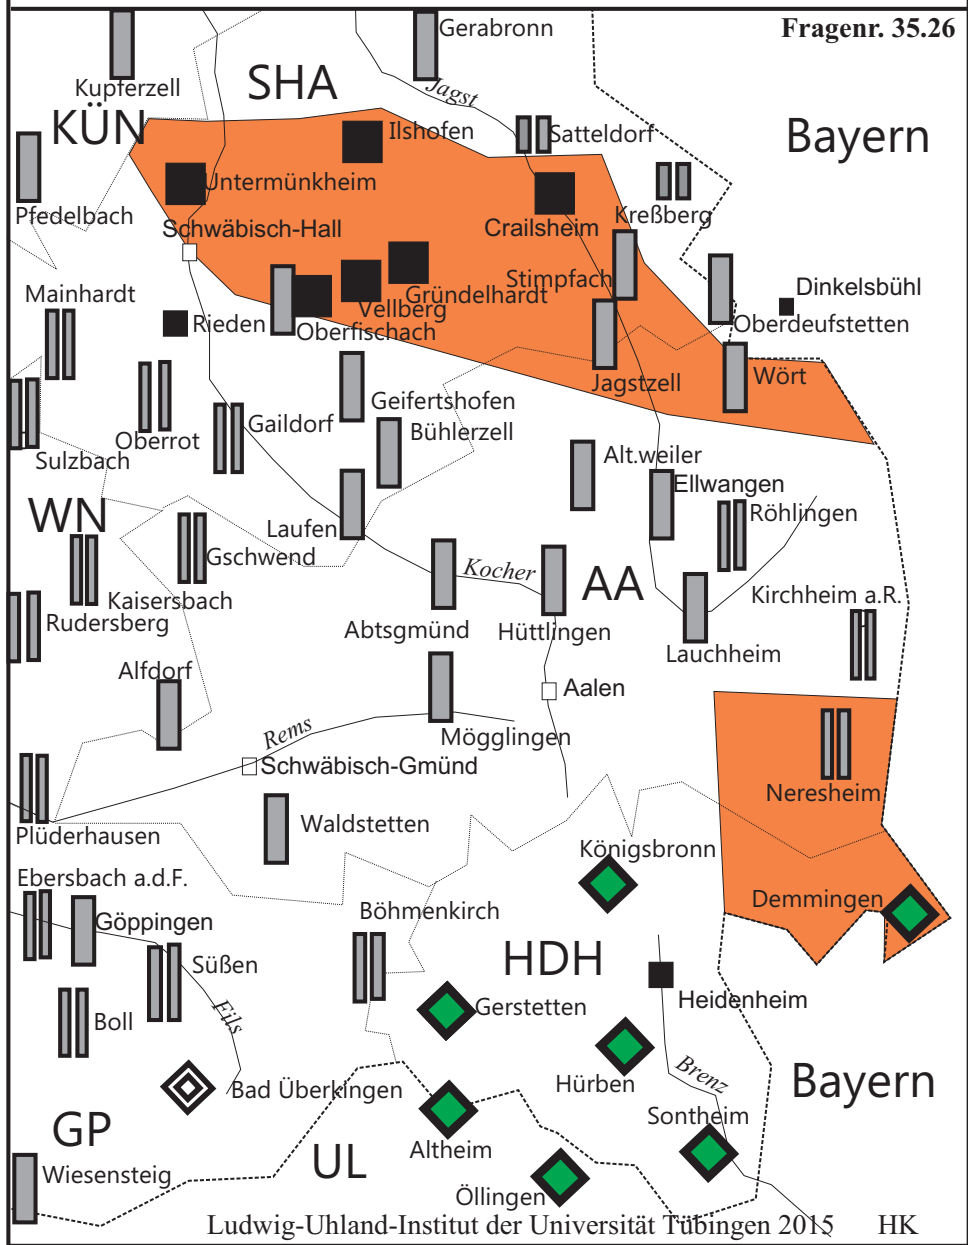 Fragenr. 35.26
Gerabronn
Kupferzell
SHA
Jagst
KÜN
Ilshofen
Satteldorf
Bayern
Untermünkheim
Pfedelbach
Kreßberg
Schwäbisch-Hall
Crailsheim
Stimpfach
Mainhardt
Gründelhardt
Dinkelsbühl
Vellberg
Rieden
Oberfischach
Oberdeufstetten
Jagstzell
Wört
Geifertshofen
Gaildorf
Bühlerzell
Oberrot
Sulzbach
Alt.weiler
Ellwangen
WN
Laufen
Röhlingen
Gschwend
Kocher
AA
Kaisersbach
Kirchheim a.R.
Rudersberg
Abtsgmünd
Hüttlingen
Lauchheim
Alfdorf
Aalen
Rems
Mögglingen
Schwäbisch-Gmünd
Neresheim
Waldstetten
Plüderhausen
Königsbronn
Ebersbach a.d.F.
Demmingen
Göppingen
Böhmenkirch
HDH
Süßen
Heidenheim
Gerstetten
Boll
Fils
Brenz
Hürben
Bayern
Bad Überkingen
Sontheim
GP
Altheim
UL
Wiesensteig
Öllingen
Ludwig-Uhland-Institut der Universität Tübingen 2015 HK